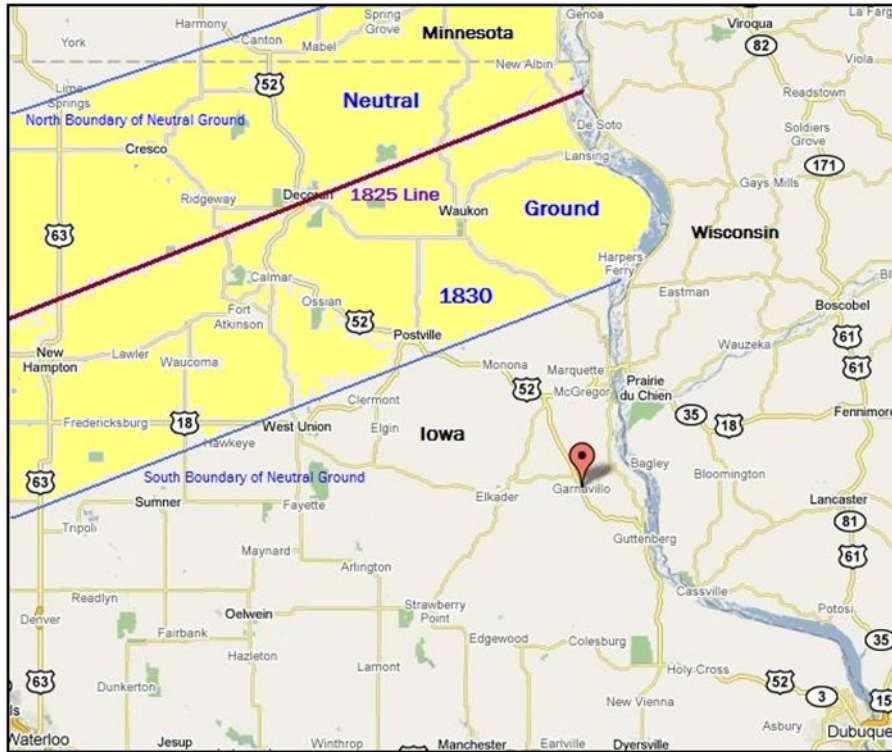 Harmony
Spring
Grove
Genoa
Viroqua
La Farge
York
Canton
Mabel
Minnesota
82
Viola
New Albin
Lime
Springs
52
Readstown
Neutral
North Boundary of Neutral Ground
De Soto
Soldiers
Grove
Cresco
Lansing
171
Gays Mills
Ridgeway
Decorah
1825 Line
Waukon
Ground
Wisconsin
63
Harpers
Ferry
Calmar
Eastman
Ossian
1830
Boscobel
Fort
Atkinson
52
Postville
61
New
Hampton
Lawler
Waucoma
Monona
Marquette
Wauzeka
McGregor
Prairie
du Chien
61
52
Clermont
35
18
Fennimore
Fredericksburg
18
Hawkeye
West Union
Elgin
Iowa
South Boundary of Neutral Ground
Bagley
Bloomington
63
Sumner
Fayette
Elkader
Garnavillo
Lancaster
Tripoli
81
Guttenberg
Maynard
61
Arlington
Cassville
Readlyn
Strawberry
Point
Potosi
Denver
Oelwein
Fairbank
Edgewood
Colesburg
35
Hazleton
Lamont
Holy Cross
52
63
Dunkerton
New Vienna
3
15
Asbury
Waterloo
Jesup
Winthrop
Manchester
Earlville
Dyersville
Dubuque